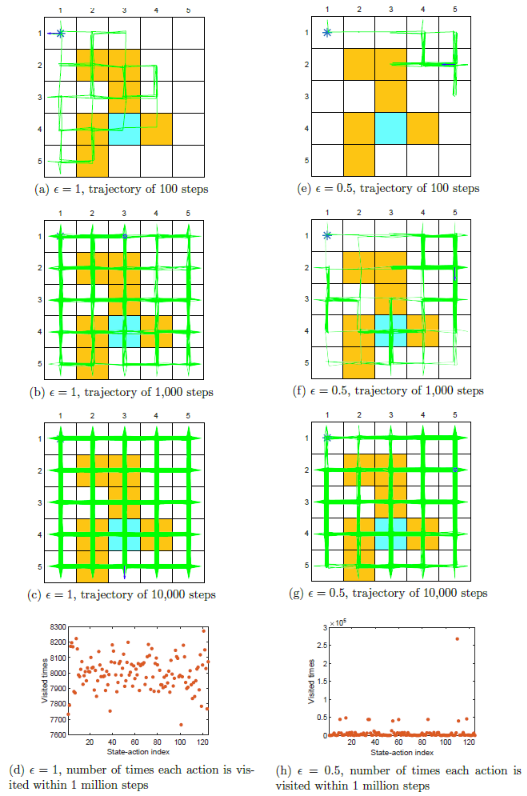 1 2 3 4 5
1
2
3
4
5
(a) ϵ = 1, trajectory of 100 steps
1 2 3 4 5
1
2
3
4
5
(e) ϵ = 0.5, trajectory of 100 steps
1 2 3 4 5
1
2
3
4
5
(b) ϵ = 1, trajectory of 1,000 steps
1 2 3 4 5
1
2
3
4
5
(f) ϵ = 0.5, trajectory of 1,000 steps
1 2 3 4 5
1
2
3
4
5
(c) ϵ = 1, trajectory of 10,000 steps
1 2 3 4 5
1
2
3
4
5
(g) ϵ = 0.5, trajectory of 10,000 steps
8300
8200
8100
8000
7900
7800
7700
7600
Visited times
20 40 60 80 100 120
State-action index
(d) ϵ = 1, number of times each action is vis-
ited within 1 million steps
×10⁶
3
2.5
2
1.5
1
0.5
0
Visited times
20 40 60 80 100 120
State-action index
(h) ϵ = 0.5, number of times each action is
visited within 1 million steps